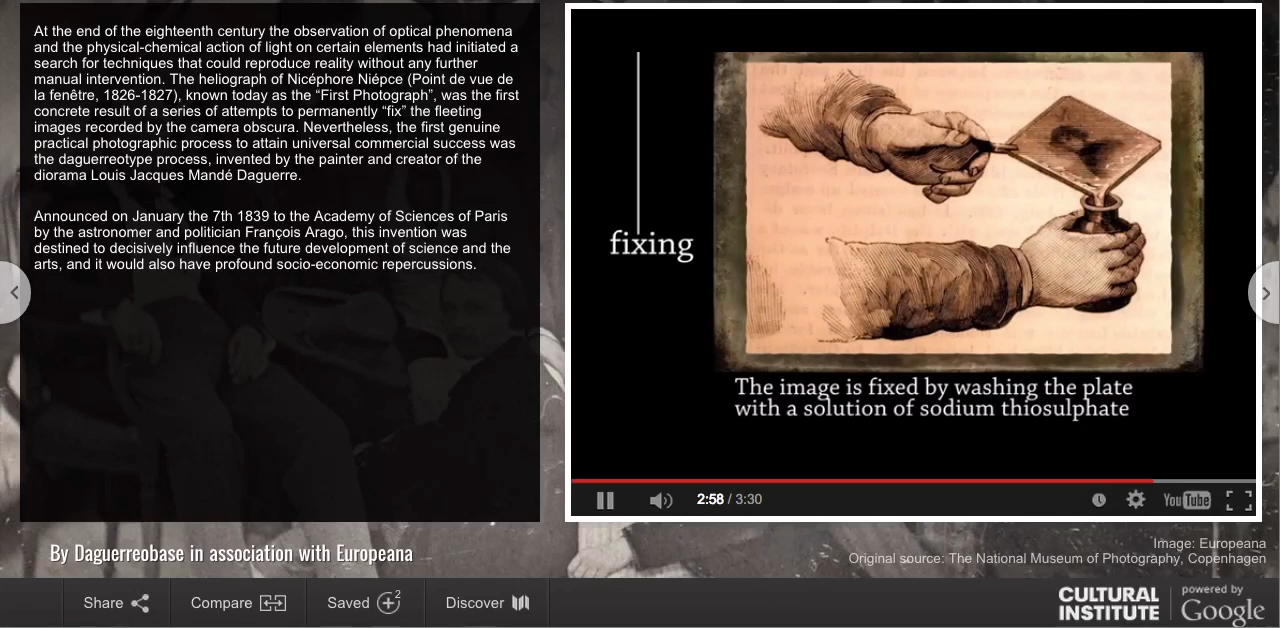 At the end of the eighteenth century the observation of optical phenomena
and the physical-chemical action of light on certain elements had initiated a
search for techniques that could reproduce reality without any further
manual intervention. The heliograph of Nicéphore Niépce (Point de vue de
la fenêtre, 1826-1827), known today as the “First Photograph”, was the first
concrete result of a series of attempts to permanently “fix” the fleeting
images recorded by the camera obscura. Nevertheless, the first genuine
practical photographic process to attain universal commercial success was
the daguerreotype process, invented by the painter and creator of the
diorama Louis Jacques Mandé Daguerre.
Announced on January the 7th 1839 to the Academy of Sciences of Paris
by the astronomer and politician François Arago, this invention was
destined to decisively influence the future development of science and the
arts, and it would also have profound socio-economic repercussions.
fixing
The image is fixed by washing the plate
with a solution of sodium thiosulphate
2:58 / 3:30
YouTube
By Daguerreobase in association with Europeana
Image: Europeana
Original source: The National Museum of Photography, Copenhagen
Share
Compare
Saved 2
Discover
CULTURAL
INSTITUTE
powered by
Google